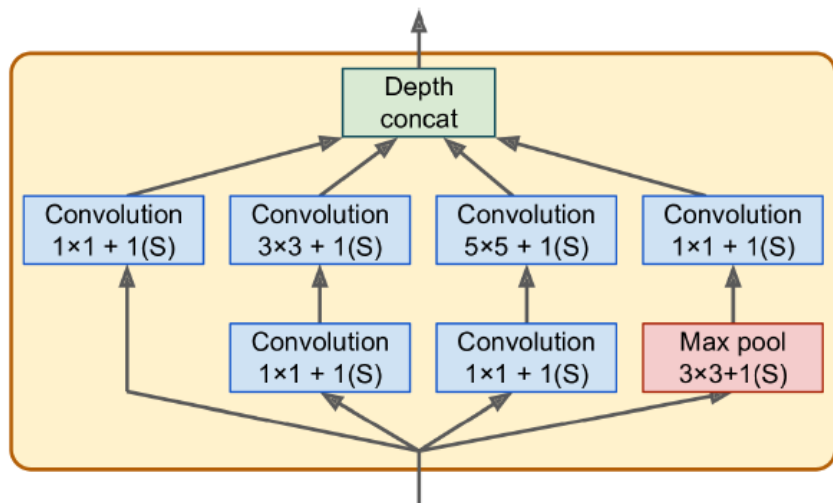 Depth
concat
Convolution
1×1 + 1(S)
Convolution
3×3 + 1(S)
Convolution
5×5 + 1(S)
Convolution
1×1 + 1(S)
Convolution
1×1 + 1(S)
Convolution
1×1 + 1(S)
Max pool
3×3+1(S)